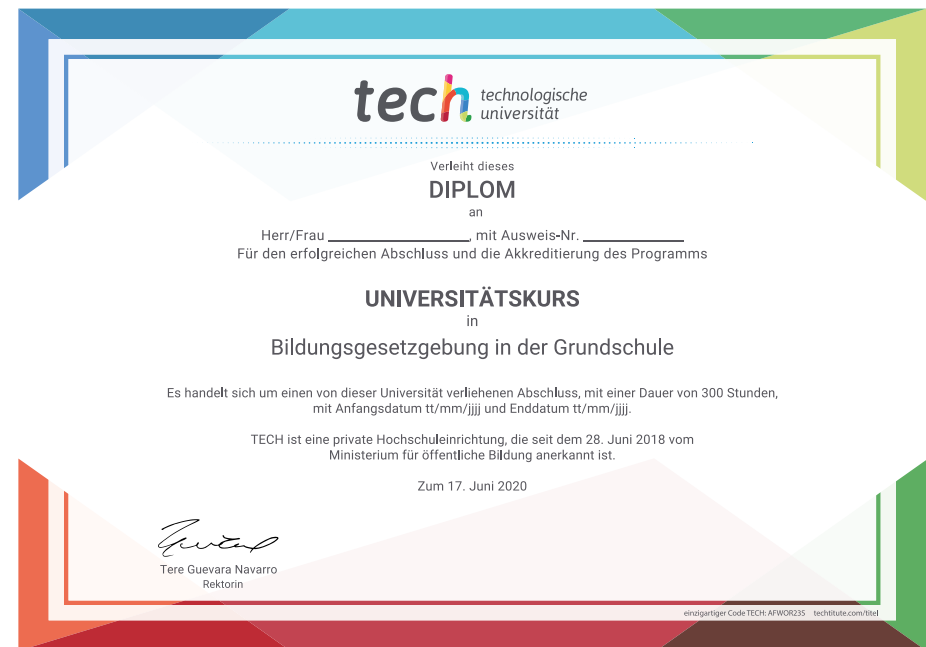 tech technologische
universität
Verleiht dieses
DIPLOM
an
Herr/Frau ____________________, mit Ausweis-Nr. ______________
Für den erfolgreichen Abschluss und die Akkreditierung des Programms
UNIVERSITÄTSKURS
in
Bildungsgesetzgebung in der Grundschule
Es handelt sich um einen von dieser Universität verliehenen Abschluss, mit einer Dauer von 300 Stunden,
mit Anfangsdatum tt/mm/jjjj und Enddatum tt/mm/jjjj.
TECH ist eine private Hochschuleinrichtung, die seit dem 28. Juni 2018 vom
Ministerium für öffentliche Bildung anerkannt ist.
Zum 17. Juni 2020
Tere Guevara Navarro
Rektorin
einzigartiger Code TECH: AFWOR235 techtitute.com/titel